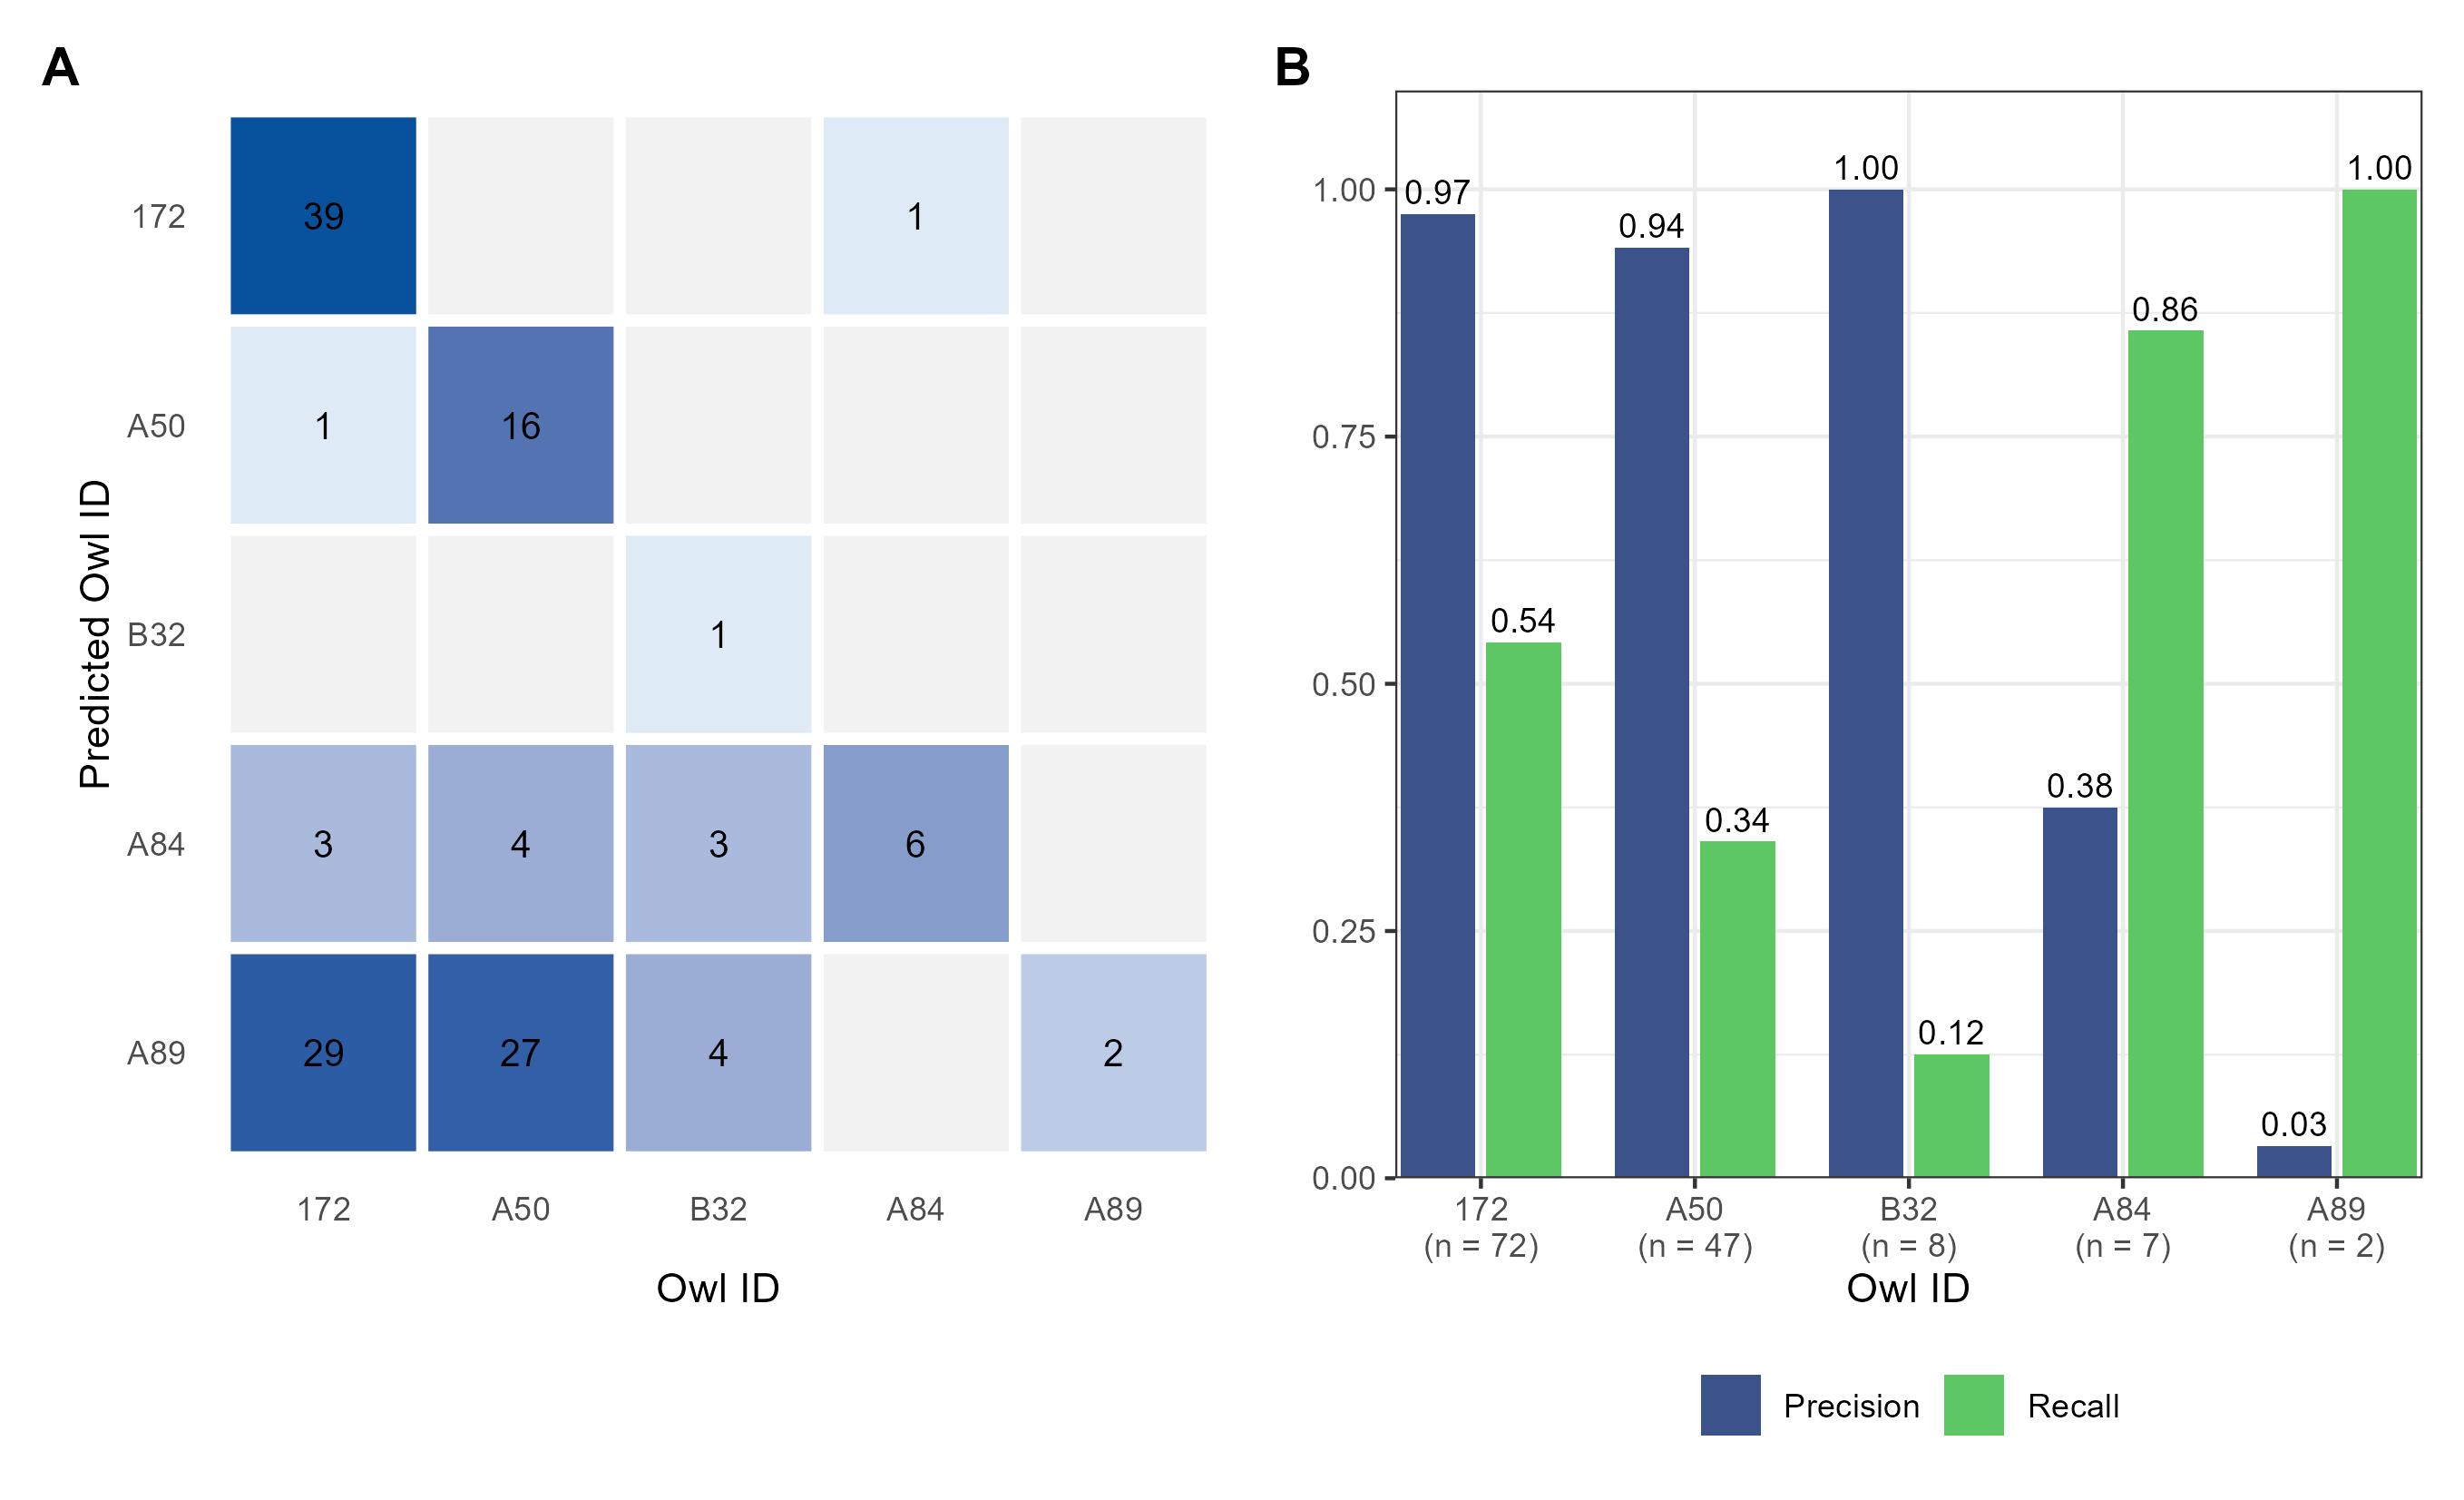 A
Predicted Owl ID
172
39
1
A50
1
16
B32
1
A84
3
4
3
6
A89
29
27
4
2
172
A50
B32
A84
A89
Owl ID
B
1.00
0.75
0.50
0.25
0.00
0.97
0.54
0.94
0.34
1.00
0.12
0.38
0.86
0.03
1.00
172
(n = 72)
A50
(n = 47)
B32
(n = 8)
A84
(n = 7)
A89
(n = 2)
Owl ID
Precision
Recall